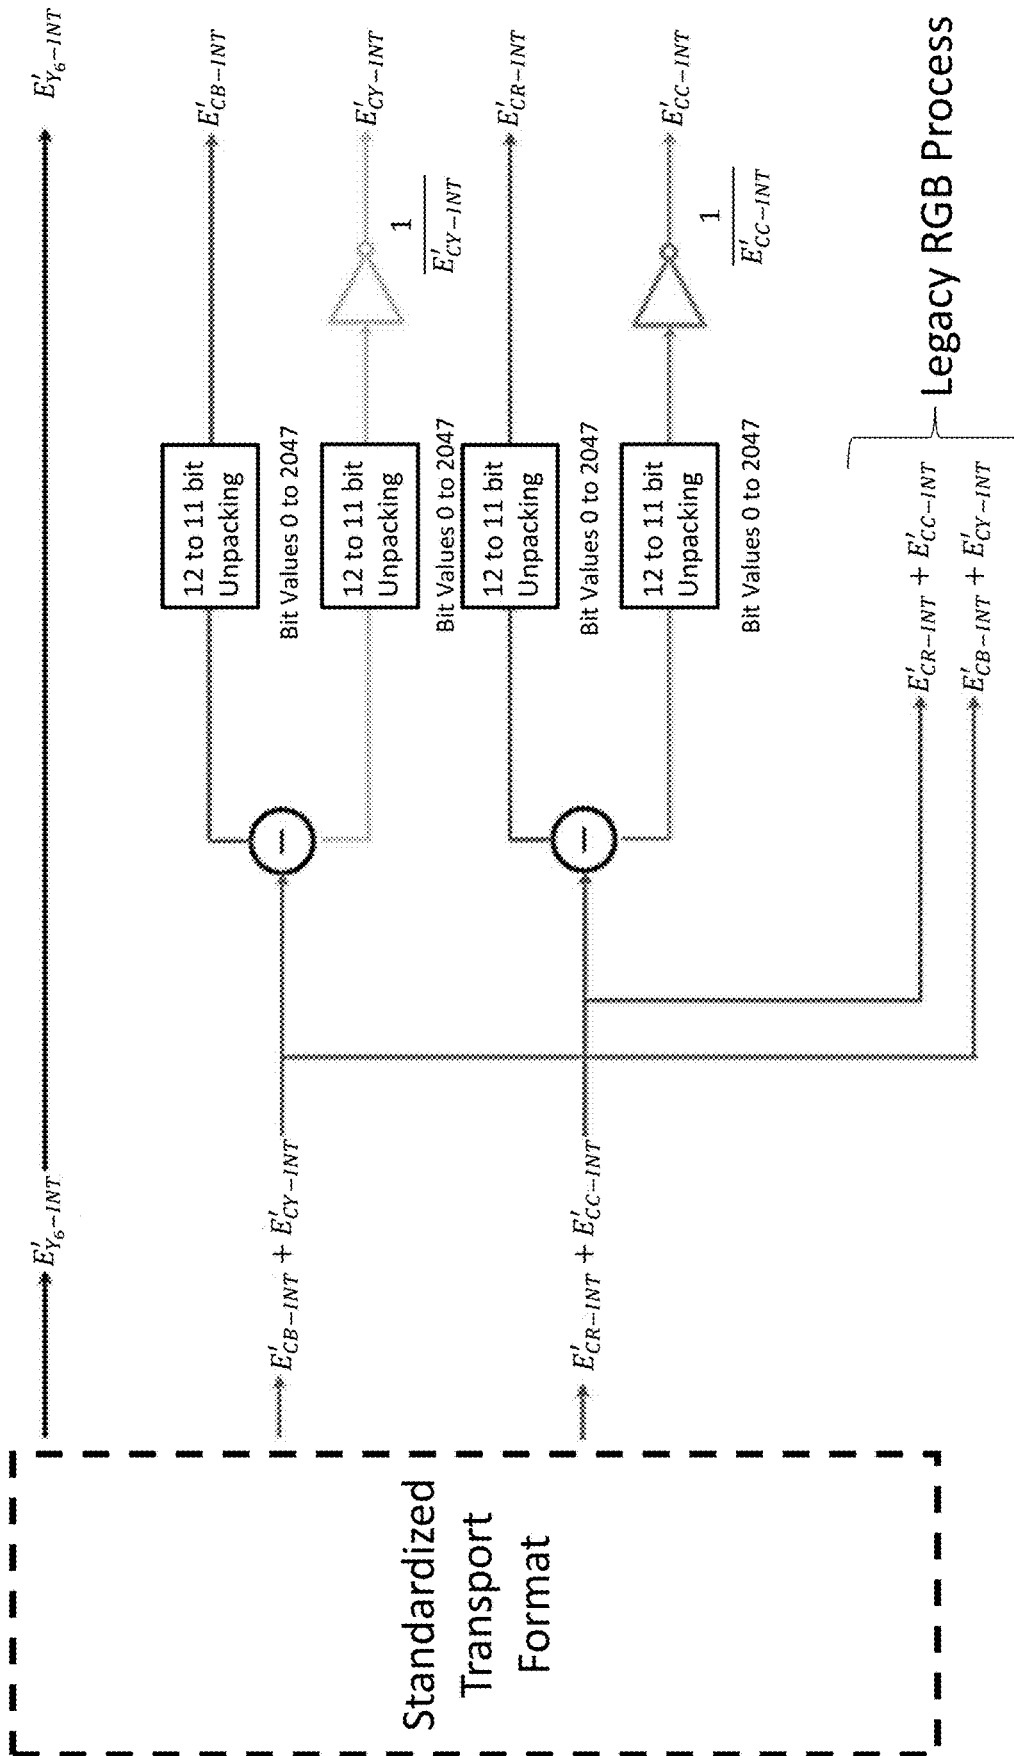 Standardized
Transport
Format
E'Y₆−INT
E'Y₆−INT
E'CB−INT + E'CY−INT
E'CR−INT + E'CC−INT
12 to 11 bit
Unpacking
Bit Values 0 to 2047
E'CB−INT
12 to 11 bit
Unpacking
Bit Values 0 to 2047
1
E'CY−INT
E'CY−INT
12 to 11 bit
Unpacking
Bit Values 0 to 2047
E'CR−INT
12 to 11 bit
Unpacking
Bit Values 0 to 2047
1
E'CC−INT
E'CC−INT
E'CR−INT + E'CC−INT
E'CB−INT + E'CY−INT
Legacy RGB Process